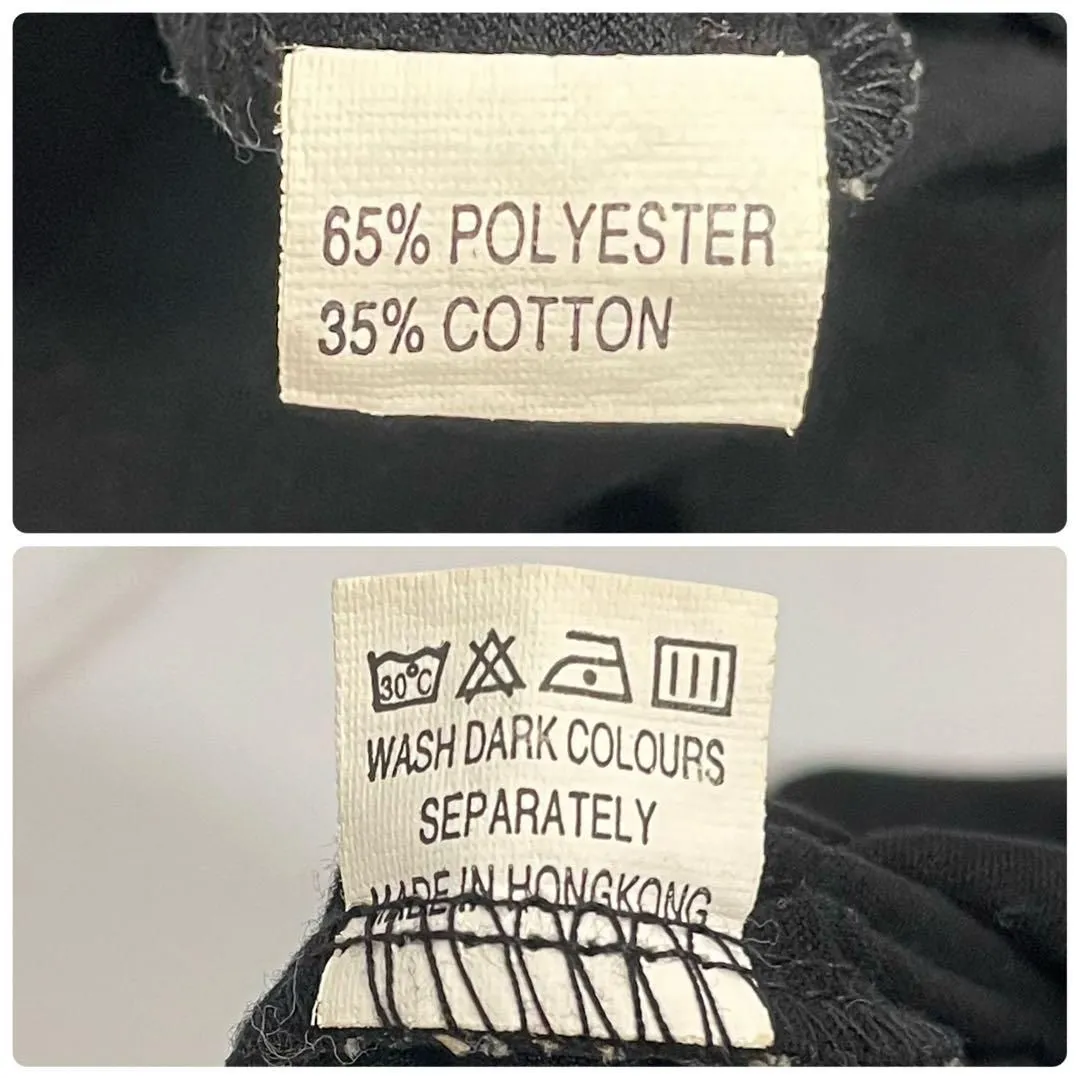 65% POLYESTER
35% COTTON
30°C
WASH DARK COLOURS
SEPARATELY
MADE IN HONGKONG